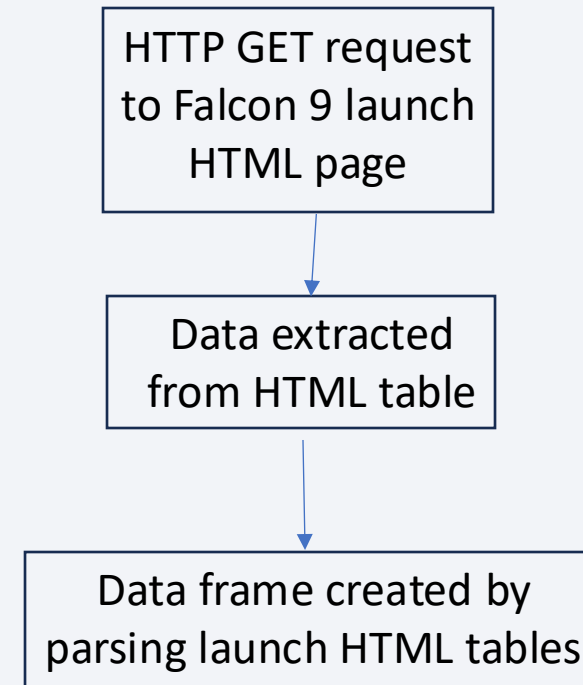 HTTP GET request
to Falcon 9 launch
HTML page
Data extracted
from HTML table
Data frame created by
parsing launch HTML tables